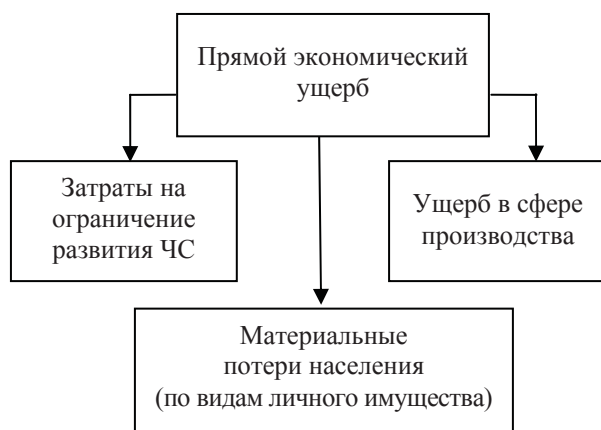 Прямой экономический
ущерб
Затраты на
ограничение
развития ЧС
Ущерб в сфере
производства
Материальные
потери населения
(по видам личного имущества)